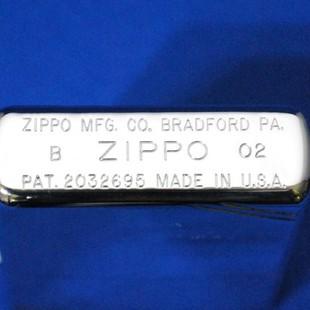 ZIPPO MFG. CO. BRADFORD PA.
B ZIPPO 02
PAT. 2032695 MADE IN U.S.A.